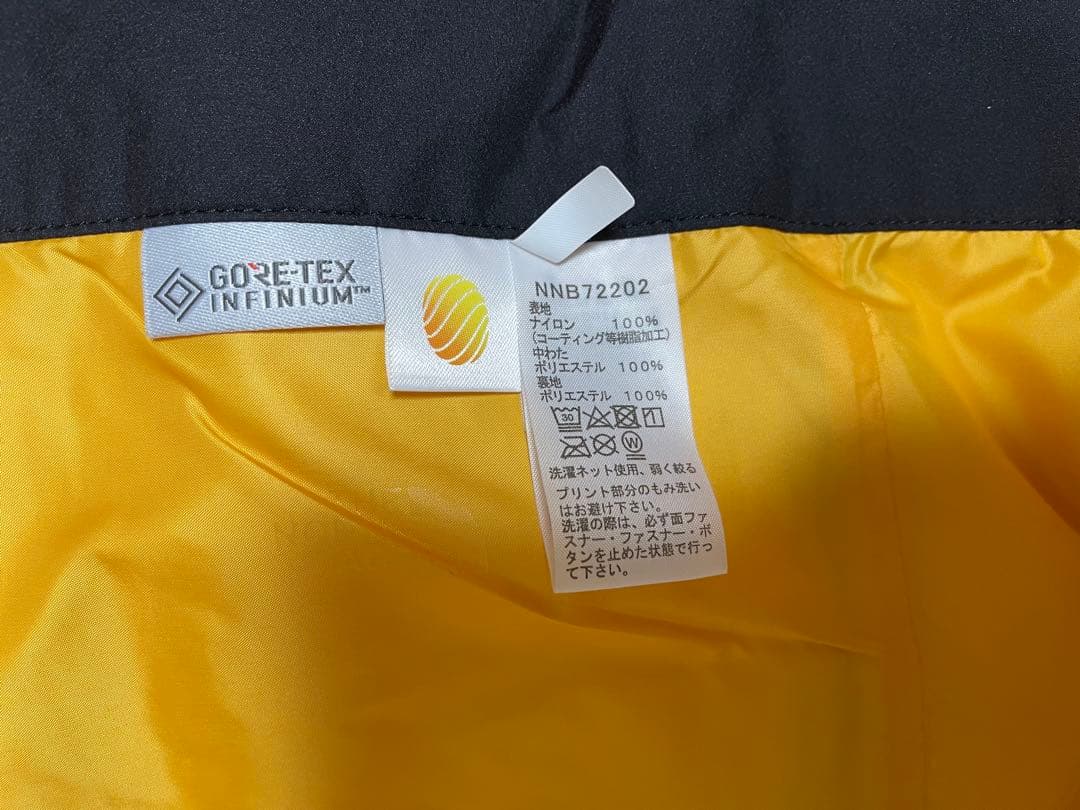 GORE-TEX
INFINIUM™
NNB72202
表地
ナイロン 100%
(コーティング等樹脂加工)
中わた
ポリエステル 100%
裏地
ポリエステル 100%
30
W
洗濯ネット使用、弱く絞る
プリント部分のもみ洗い
はお避け下さい。
洗濯の際は、必ず面ファ
スナー・ファスナー・ボ
タンを止めた状態で行っ
て下さい。